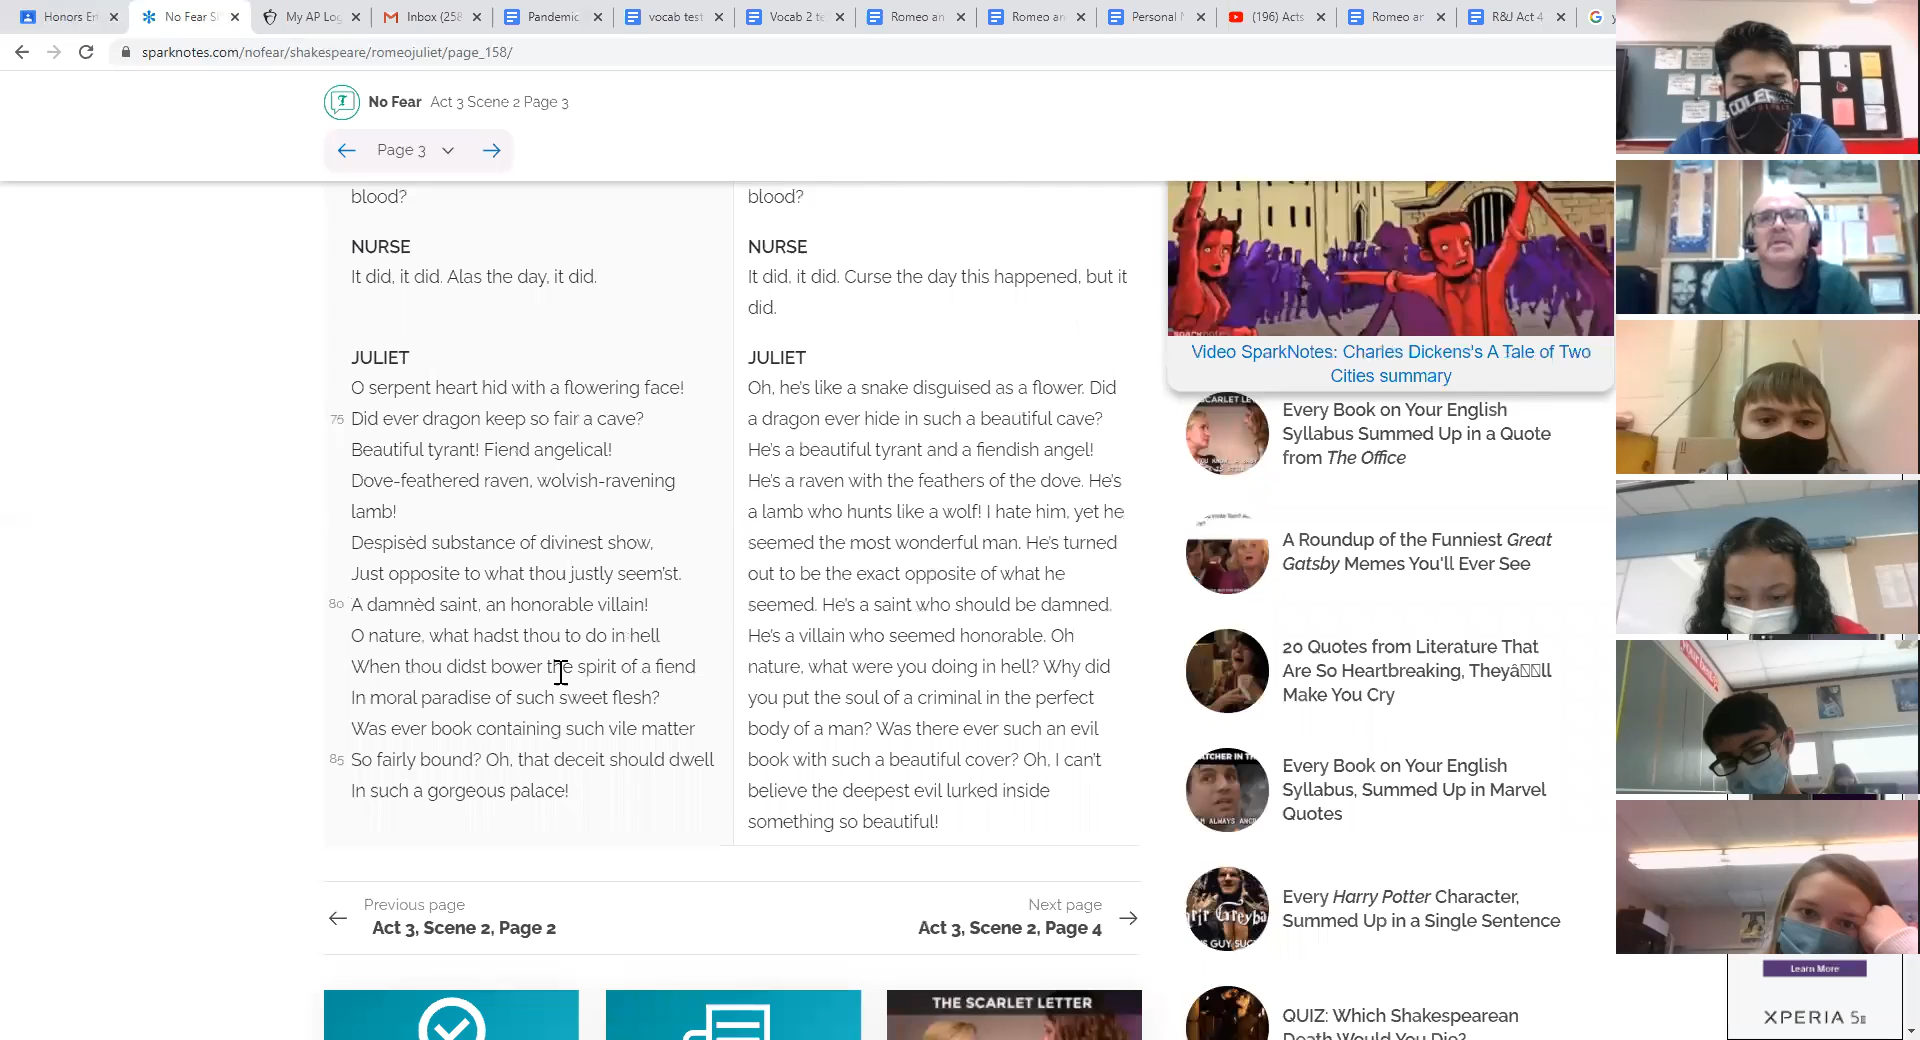 Honors E
No Fear S
My AP Log
Inbox (258
Pandemic
vocab test
Vocab 2 te
Romeo an
Romeo an
Personal
(196) Acts
Romeo an
R&J Act 4
sparknotes.com/nofear/shakespeare/romeojuliet/page_158/
No Fear Act 3 Scene 2 Page 3
Page 3
blood?
NURSE
It did, it did. Alas the day, it did.
JULIET
O serpent heart hid with a flowering face!
75 Did ever dragon keep so fair a cave?
Beautiful tyrant! Fiend angelical!
Dove-feathered raven, wolvish-ravening
lamb!
Despisèd substance of divinest show,
Just opposite to what thou justly seem'st.
80 A damnèd saint, an honorable villain!
O nature, what hadst thou to do in hell
When thou didst bower the spirit of a fiend
In moral paradise of such sweet flesh?
Was ever book containing such vile matter
85 So fairly bound? Oh, that deceit should dwell
In such a gorgeous palace!
blood?
NURSE
It did, it did. Curse the day this happened, but it
did.
JULIET
Oh, he's like a snake disguised as a flower. Did
a dragon ever hide in such a beautiful cave?
He's a beautiful tyrant and a fiendish angel!
He's a raven with the feathers of the dove. He's
a lamb who hunts like a wolf! I hate him, yet he
seemed the most wonderful man. He's turned
out to be the exact opposite of what he
seemed. He's a saint who should be damned.
He's a villain who seemed honorable. Oh
nature, what were you doing in hell? Why did
you put the soul of a criminal in the perfect
body of a man? Was there ever such an evil
book with such a beautiful cover? Oh, I can't
believe the deepest evil lurked inside
something so beautiful!
Previous page
Act 3, Scene 2, Page 2
Next page
Act 3, Scene 2, Page 4
THE SCARLET LETTER
Video SparkNotes: Charles Dickens's A Tale of Two
Cities summary
Every Book on Your English
Syllabus Summed Up in a Quote
from The Office
A Roundup of the Funniest Great
Gatsby Memes You'll Ever See
20 Quotes from Literature That
Are So Heartbreaking, Theyâll
Make You Cry
Every Book on Your English
Syllabus, Summed Up in Marvel
Quotes
Every Harry Potter Character,
Summed Up in a Single Sentence
QUIZ: Which Shakespearean
Death Would You Die?
Learn More
XPERIA 5 II